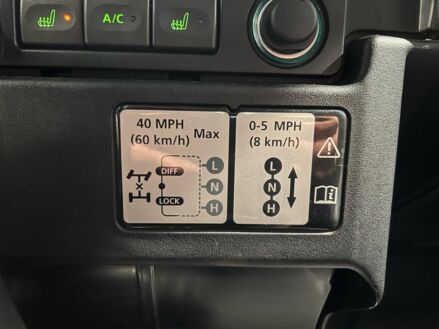 A/C
40 MPH
(60 km/h)
Max
DIFF
LOCK
L
N
H
0-5 MPH
(8 km/h)
L
N
H